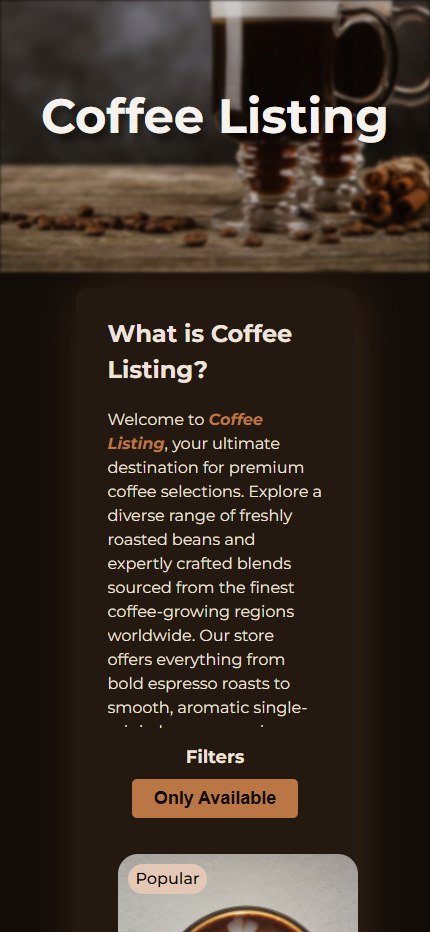 Coffee Listing
What is Coffee
Listing?
Welcome to Coffee
Listing, your ultimate
destination for premium
coffee selections. Explore a
diverse range of freshly
roasted beans and
expertly crafted blends
sourced from the finest
coffee-growing regions
worldwide. Our store
offers everything from
bold espresso roasts to
smooth, aromatic single-
Filters
Only Available
Popular